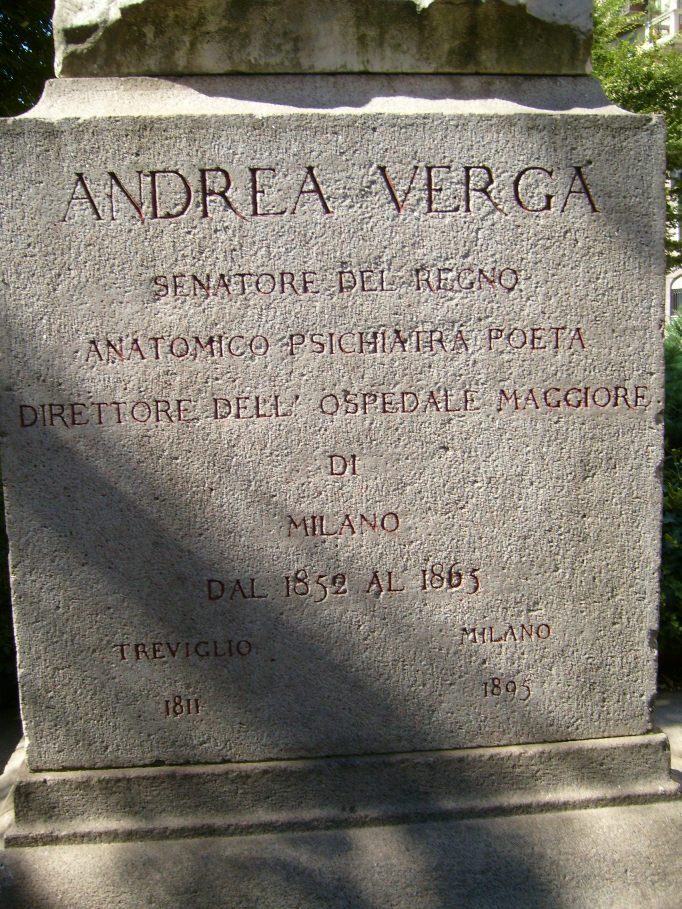 ANDREA VERGA
SENATORE DEL REGNO
ANATOMICO PSICHIATRA POETA
DIRETTORE DELL' OSPEDALE MAGGIORE
DI
MILANO
DAL 1852 AL 1865
TREVIGLIO MILANO
1811 1895